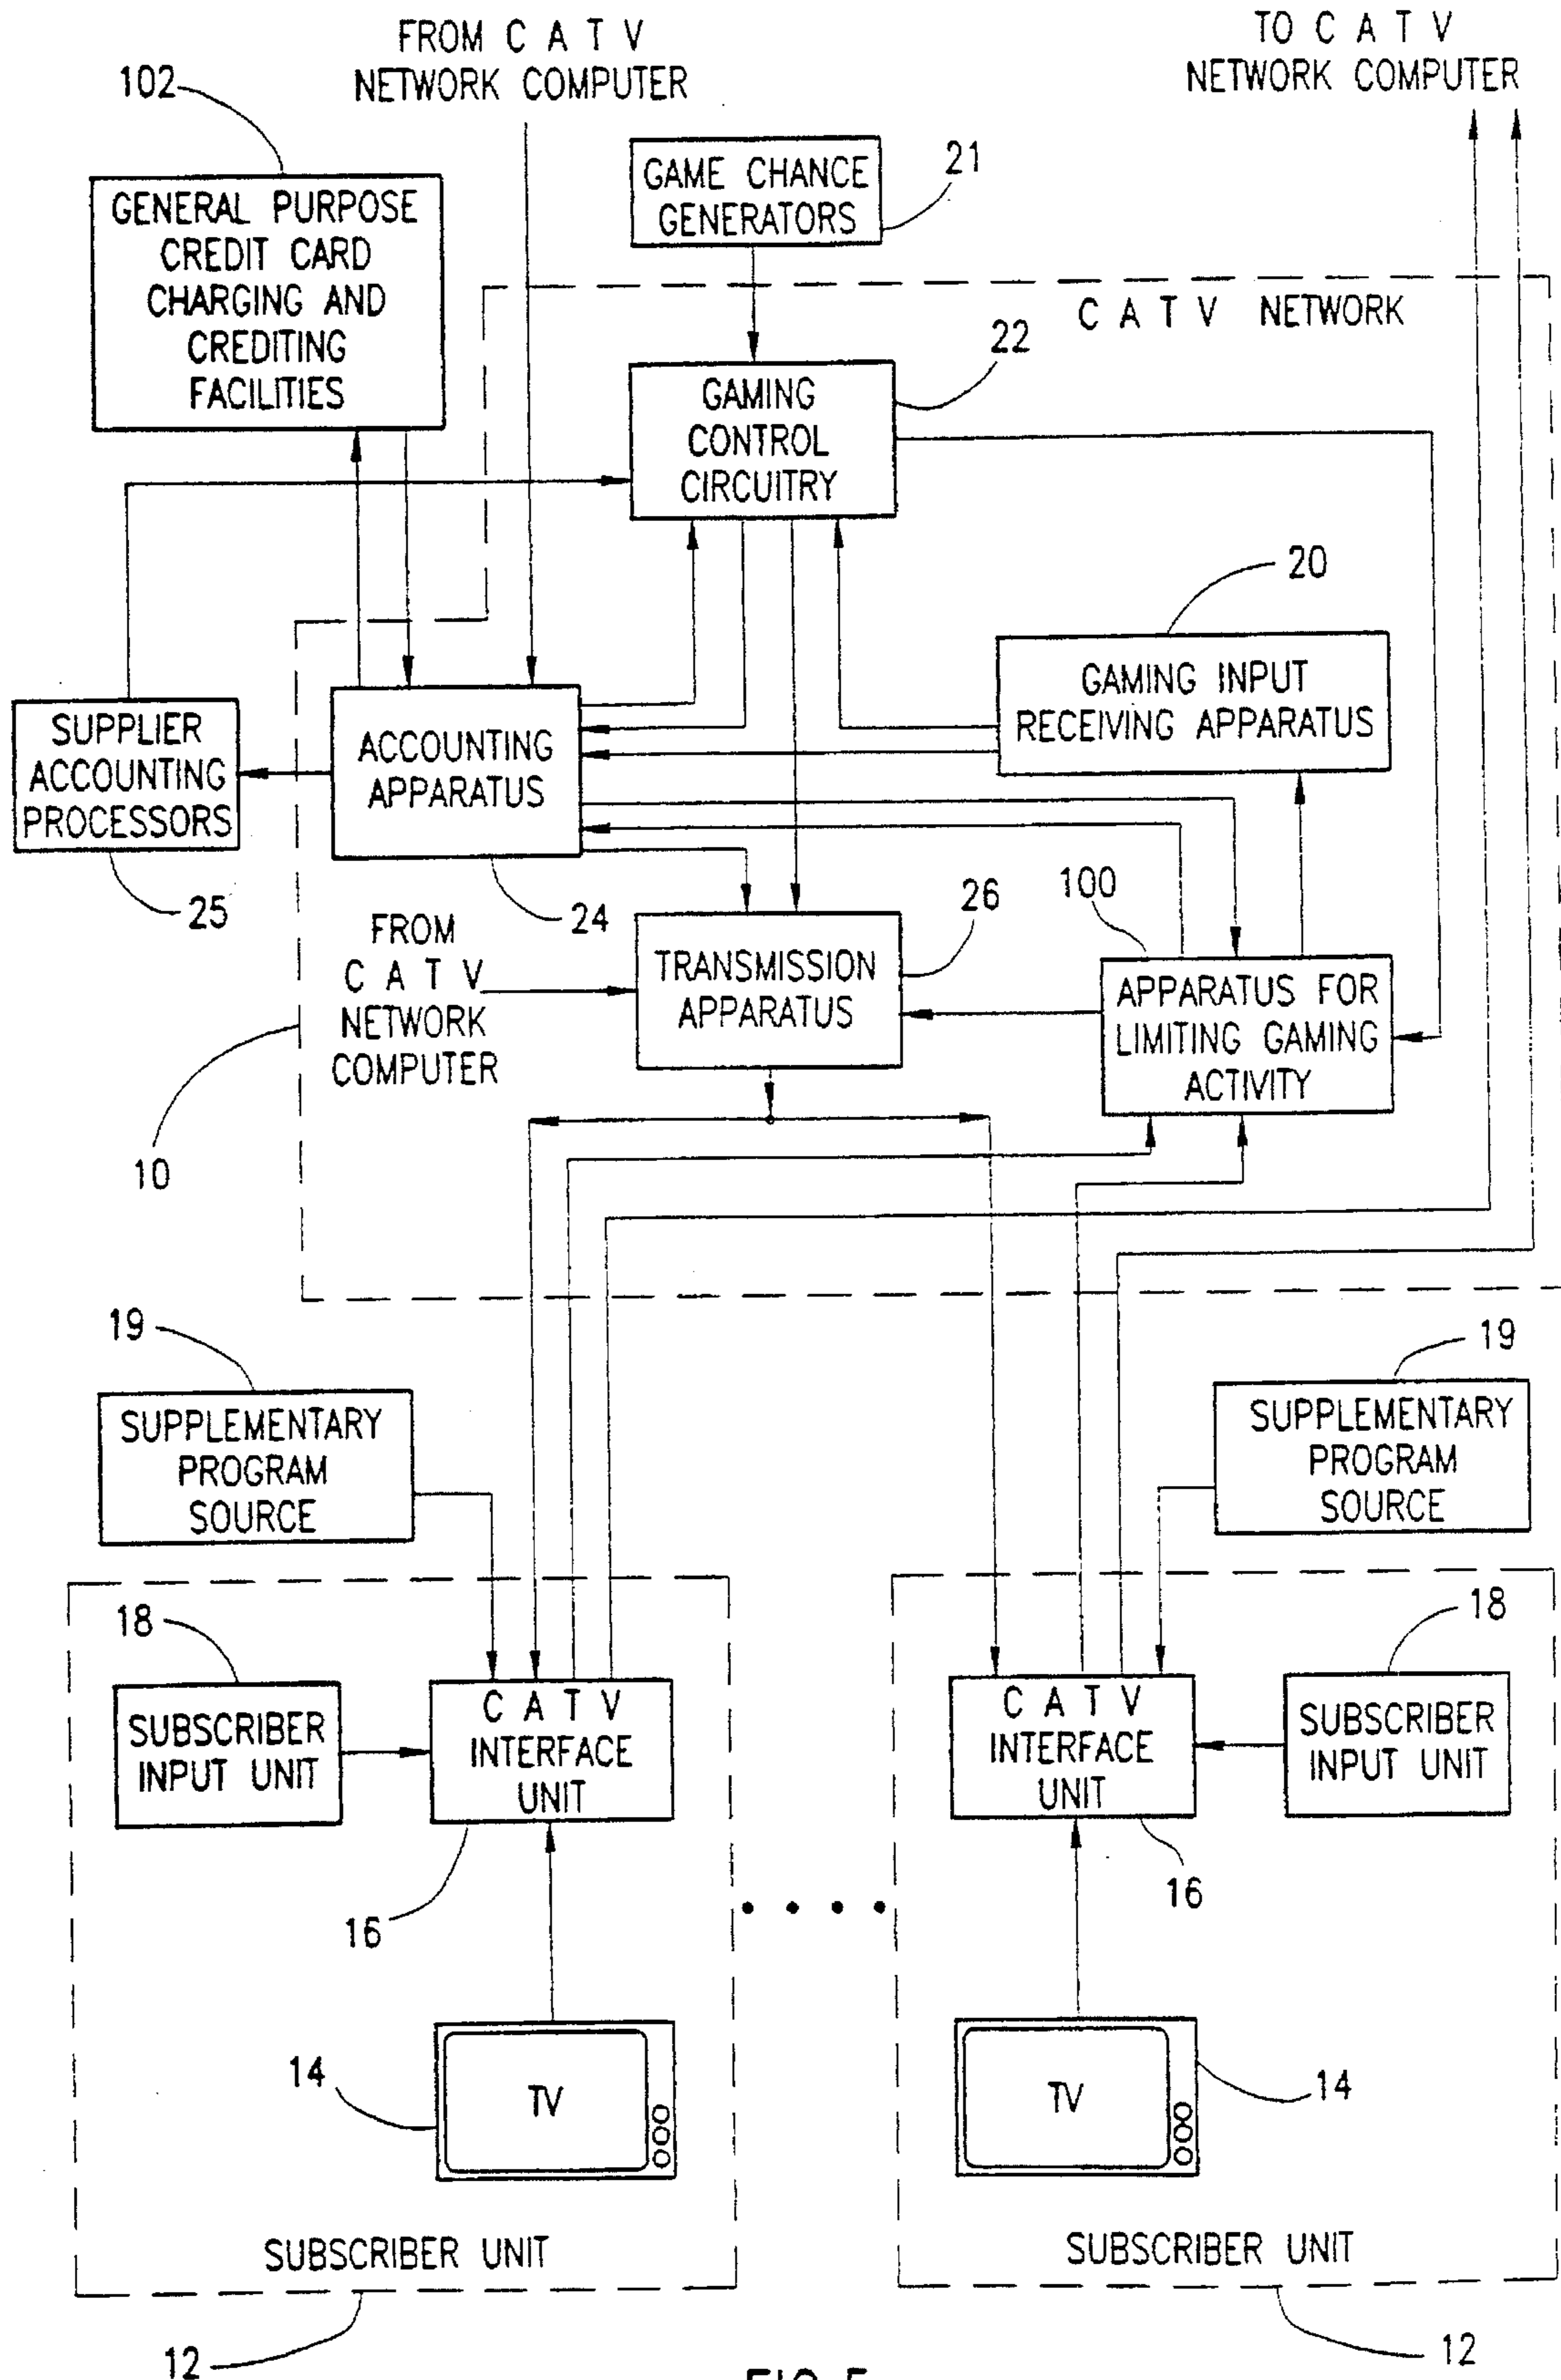 FROM C A T V
NETWORK COMPUTER
TO C A T V
NETWORK COMPUTER
102
GENERAL PURPOSE
CREDIT CARD
CHARGING AND
CREDITING
FACILITIES
GAME CHANCE
GENERATORS
21
C A T V NETWORK
22
GAMING
CONTROL
CIRCUITRY
20
GAMING INPUT
RECEIVING APPARATUS
SUPPLIER
ACCOUNTING
PROCESSORS
25
ACCOUNTING
APPARATUS
24
FROM
C A T V
NETWORK
COMPUTER
26
TRANSMISSION
APPARATUS
100
APPARATUS FOR
LIMITING GAMING
ACTIVITY
10
19
SUPPLEMENTARY
PROGRAM
SOURCE
19
SUPPLEMENTARY
PROGRAM
SOURCE
18
SUBSCRIBER
INPUT UNIT
C A T V
INTERFACE
UNIT
16
14
TV
SUBSCRIBER UNIT
12
C A T V
INTERFACE
UNIT
16
18
SUBSCRIBER
INPUT UNIT
TV
14
SUBSCRIBER UNIT
12
FIG. 5